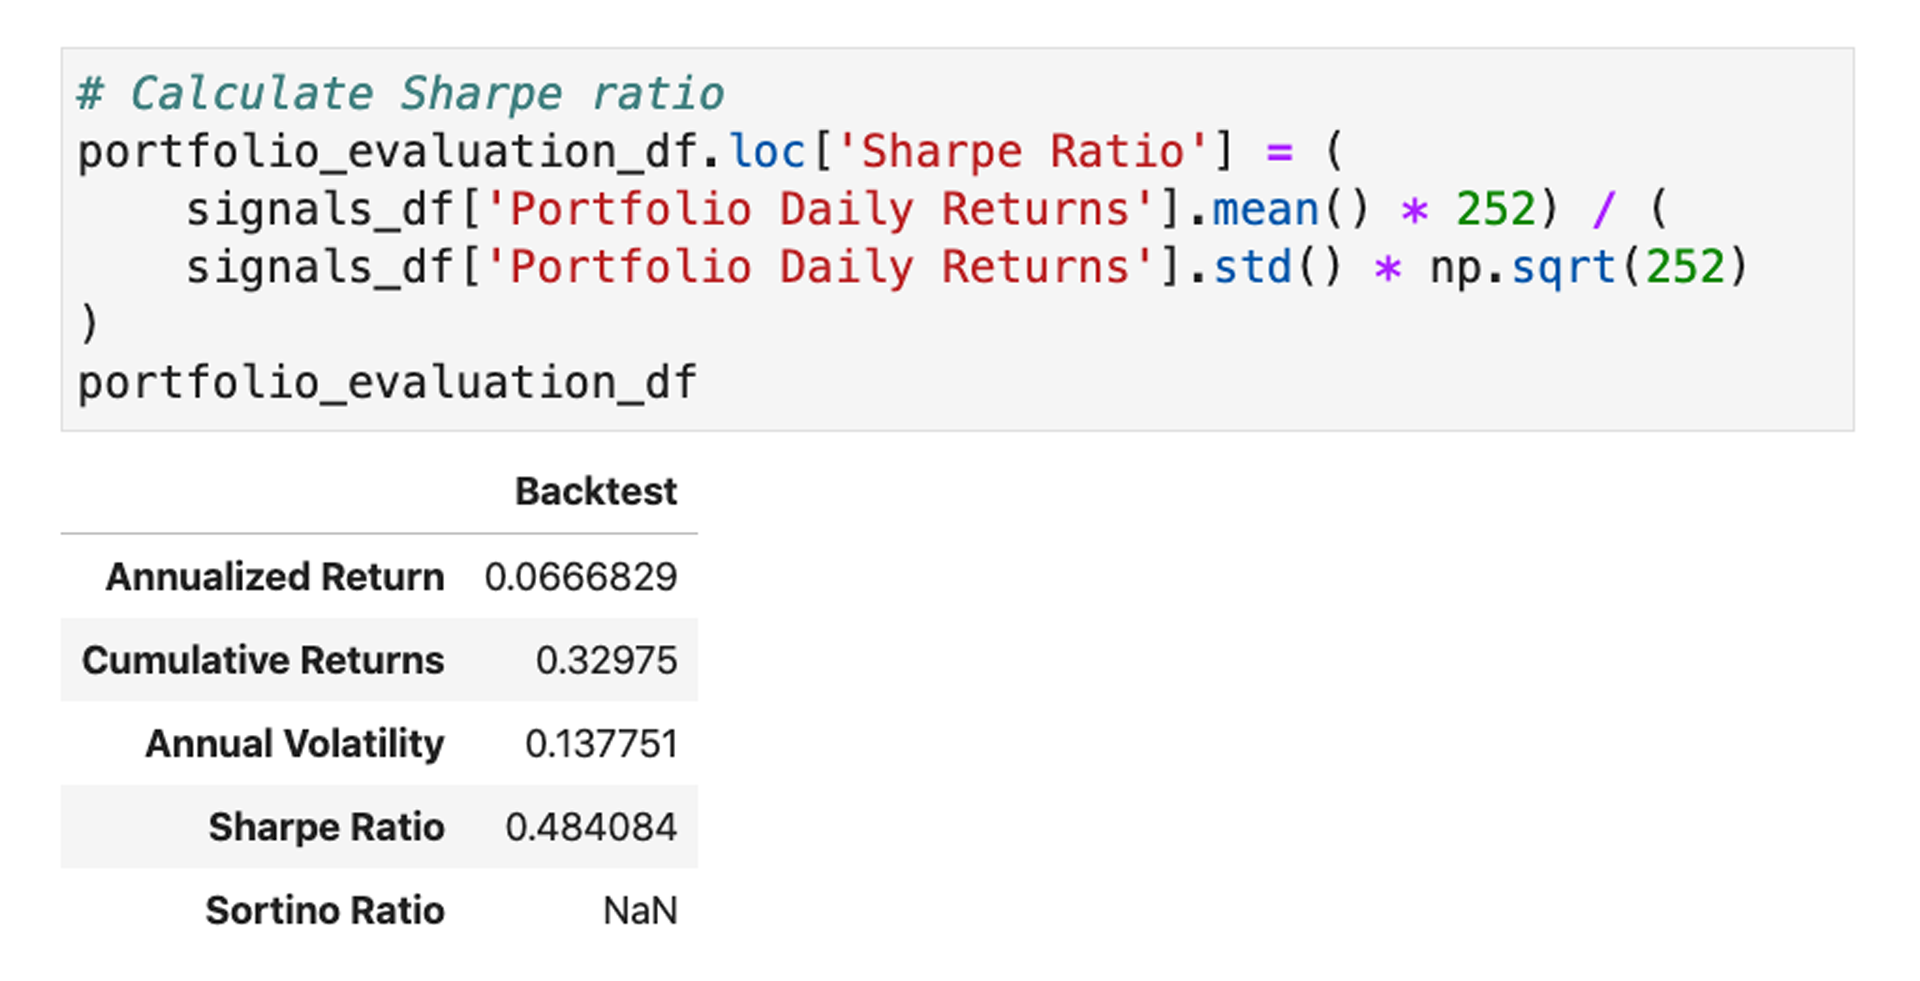 # Calculate Sharpe ratio
portfolio_evaluation_df.loc['Sharpe Ratio'] = (
    signals_df['Portfolio Daily Returns'].mean() * 252) / (
    signals_df['Portfolio Daily Returns'].std() * np.sqrt(252)
)
portfolio_evaluation_df
Backtest
Annualized Return 0.0666829
Cumulative Returns 0.32975
Annual Volatility 0.137751
Sharpe Ratio 0.484084
Sortino Ratio NaN